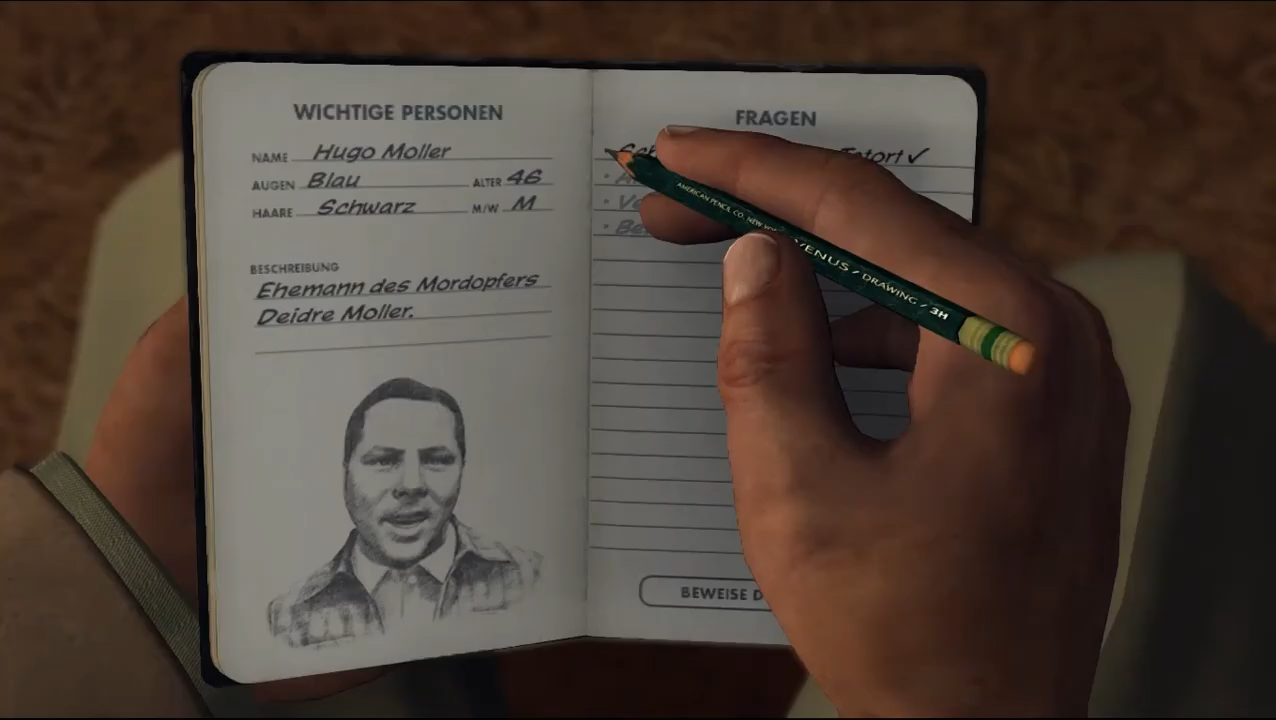 WICHTIGE PERSONEN
NAME Hugo Moller
AUGEN Blau ALTER 46
HAARE Schwarz M/W M
BESCHREIBUNG
Ehemann des Mordopfers
Deidre Moller.
FRAGEN
Tatort ✓
BEWEISE
AMERICAN PENCIL CO. NEW
VENUS / DRAWING / 3H